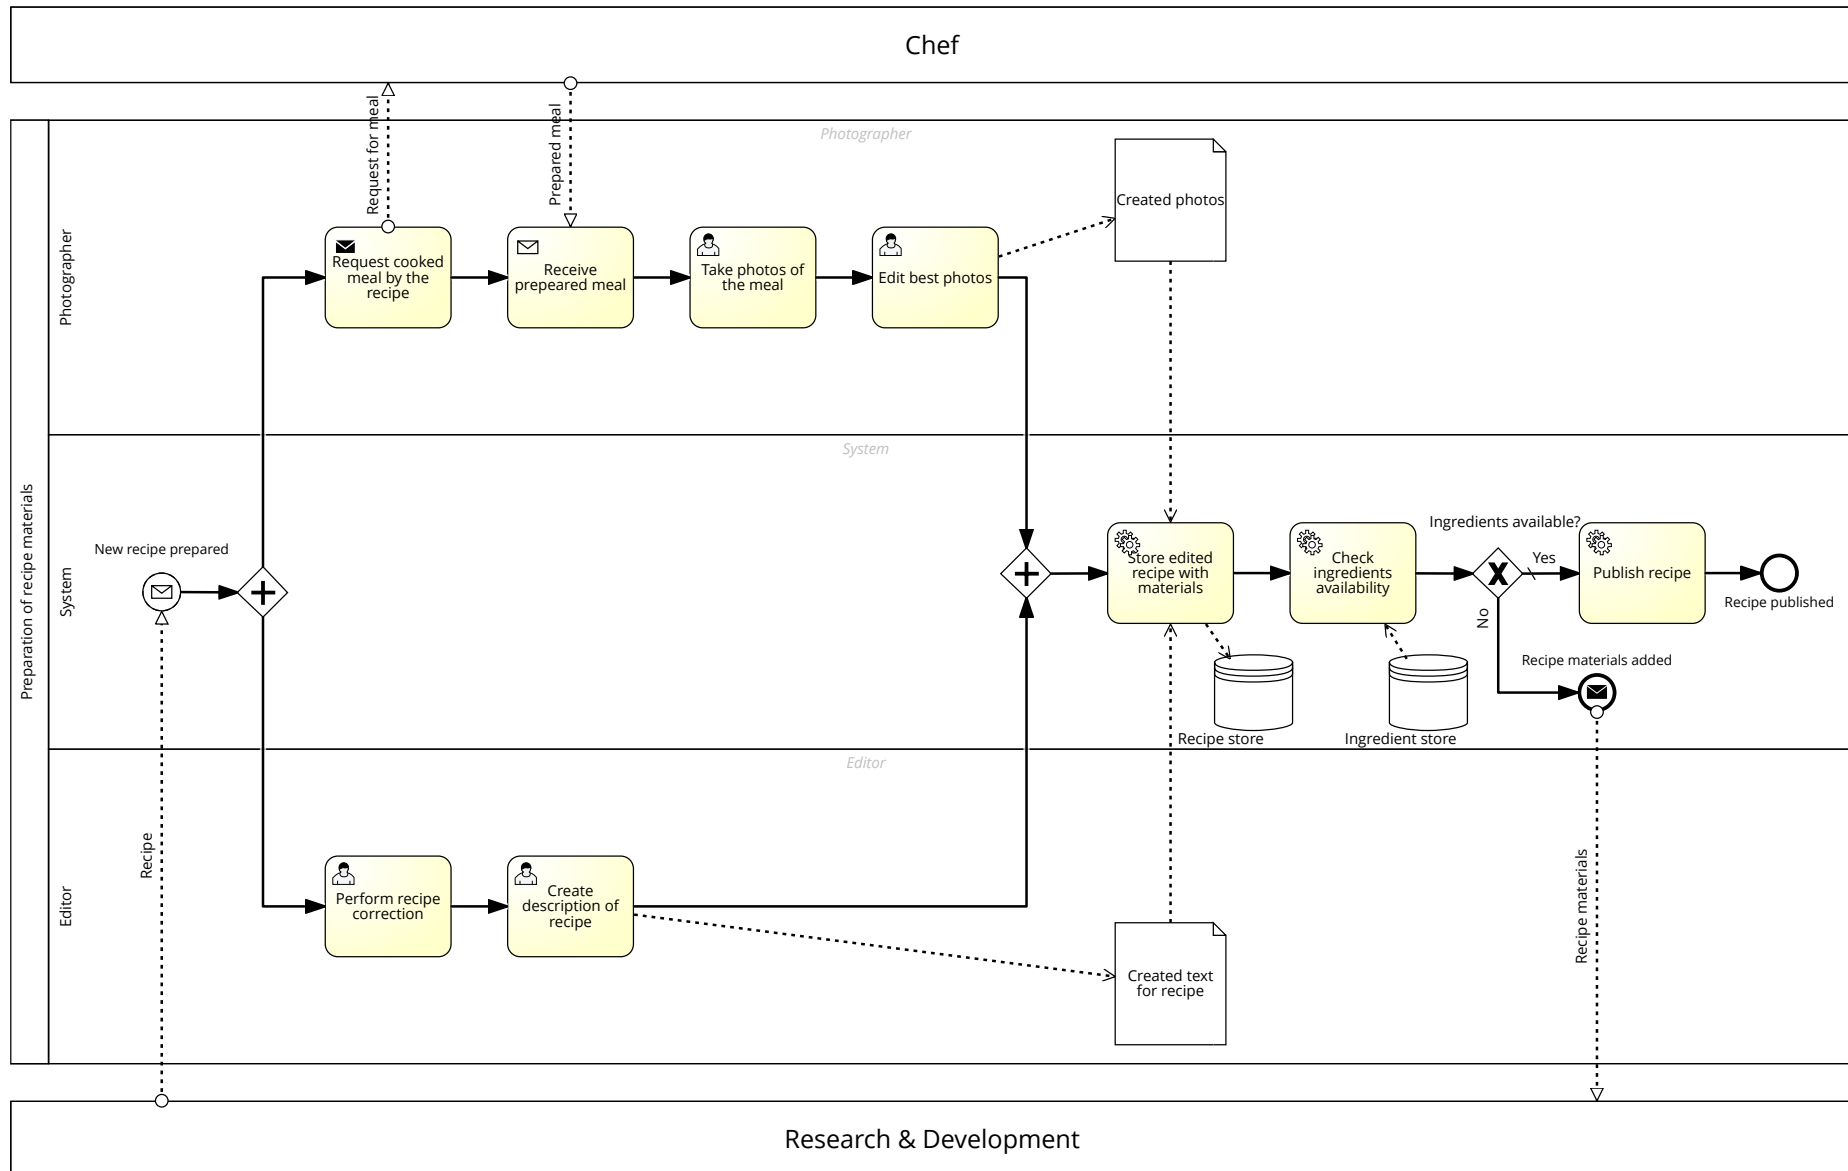 Chef
Request for meal
Prepared meal
Photographer
Created photos
Photographer
Request cooked
meal by the
recipe
Receive
prepeared meal
Take photos of
the meal
Edit best photos
System
Preparation of recipe materials
System
New recipe prepared
Store edited
recipe with
materials
Check
ingredients
availability
Ingredients available?
Yes
No
Publish recipe
Recipe published
Recipe materials added
Recipe store
Ingredient store
Editor
Editor
Recipe
Perform recipe
correction
Create
description of
recipe
Created text
for recipe
Recipe materials
Research & Development